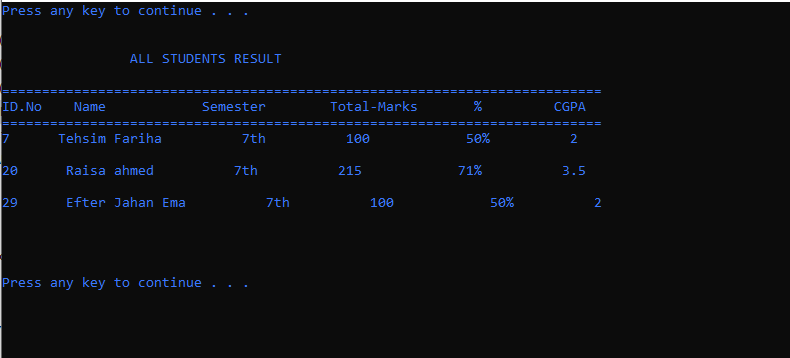 Press any key to continue . . .
ALL STUDENTS RESULT
===========================================================================
ID.No    Name            Semester        Total-Marks       %         CGPA
===========================================================================
7      Tehsim Fariha          7th          100            50%          2
20      Raisa ahmed          7th          215            71%          3.5
29      Efter Jahan Ema          7th          100            50%          2
Press any key to continue . . .